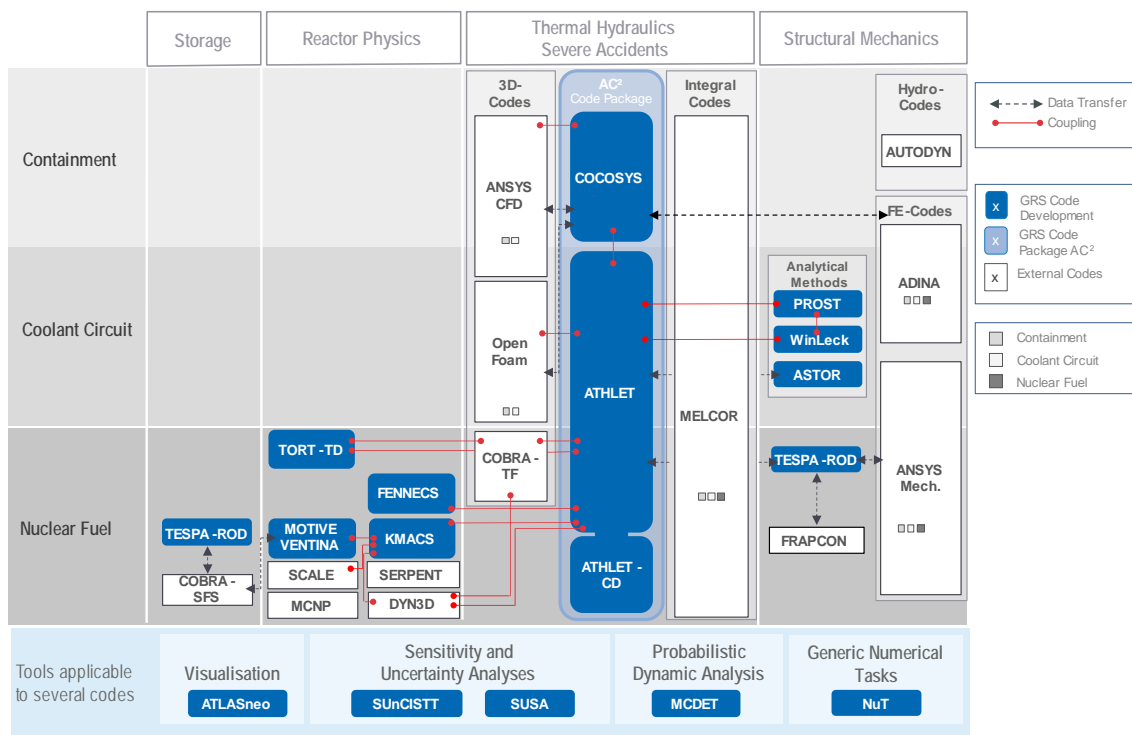 Storage
Reactor Physics
Thermal Hydraulics
Severe Accidents
Structural Mechanics
Containment
Coolant Circuit
Nuclear Fuel
3D-
Codes
AC²
Code Package
Integral
Codes
Hydro-
Codes
AUTODYN
FE-Codes
ANSYS
CFD
COCOSYS
Open
Foam
ATHLET
MELCOR
Analytical
Methods
PROST
WinLeck
ASTOR
ADINA
TORT -TD
COBRA -
TF
FENNECS
TESPA -ROD
ANSYS
Mech.
FRAPCON
TESPA -ROD
COBRA -
SFS
MOTIVE
VENTINA
KMACS
SCALE
SERPENT
MCNP
DYN3D
ATHLET -
CD
Data Transfer
Coupling
x
GRS Code
Development
x
GRS Code
Package AC²
x
External Codes
Containment
Coolant Circuit
Nuclear Fuel
Tools applicable
to several codes
Visualisation
ATLASneo
Sensitivity and
Uncertainty Analyses
SUnCISTT
SUSA
Probabilistic
Dynamic Analysis
MCDET
Generic Numerical
Tasks
NuT